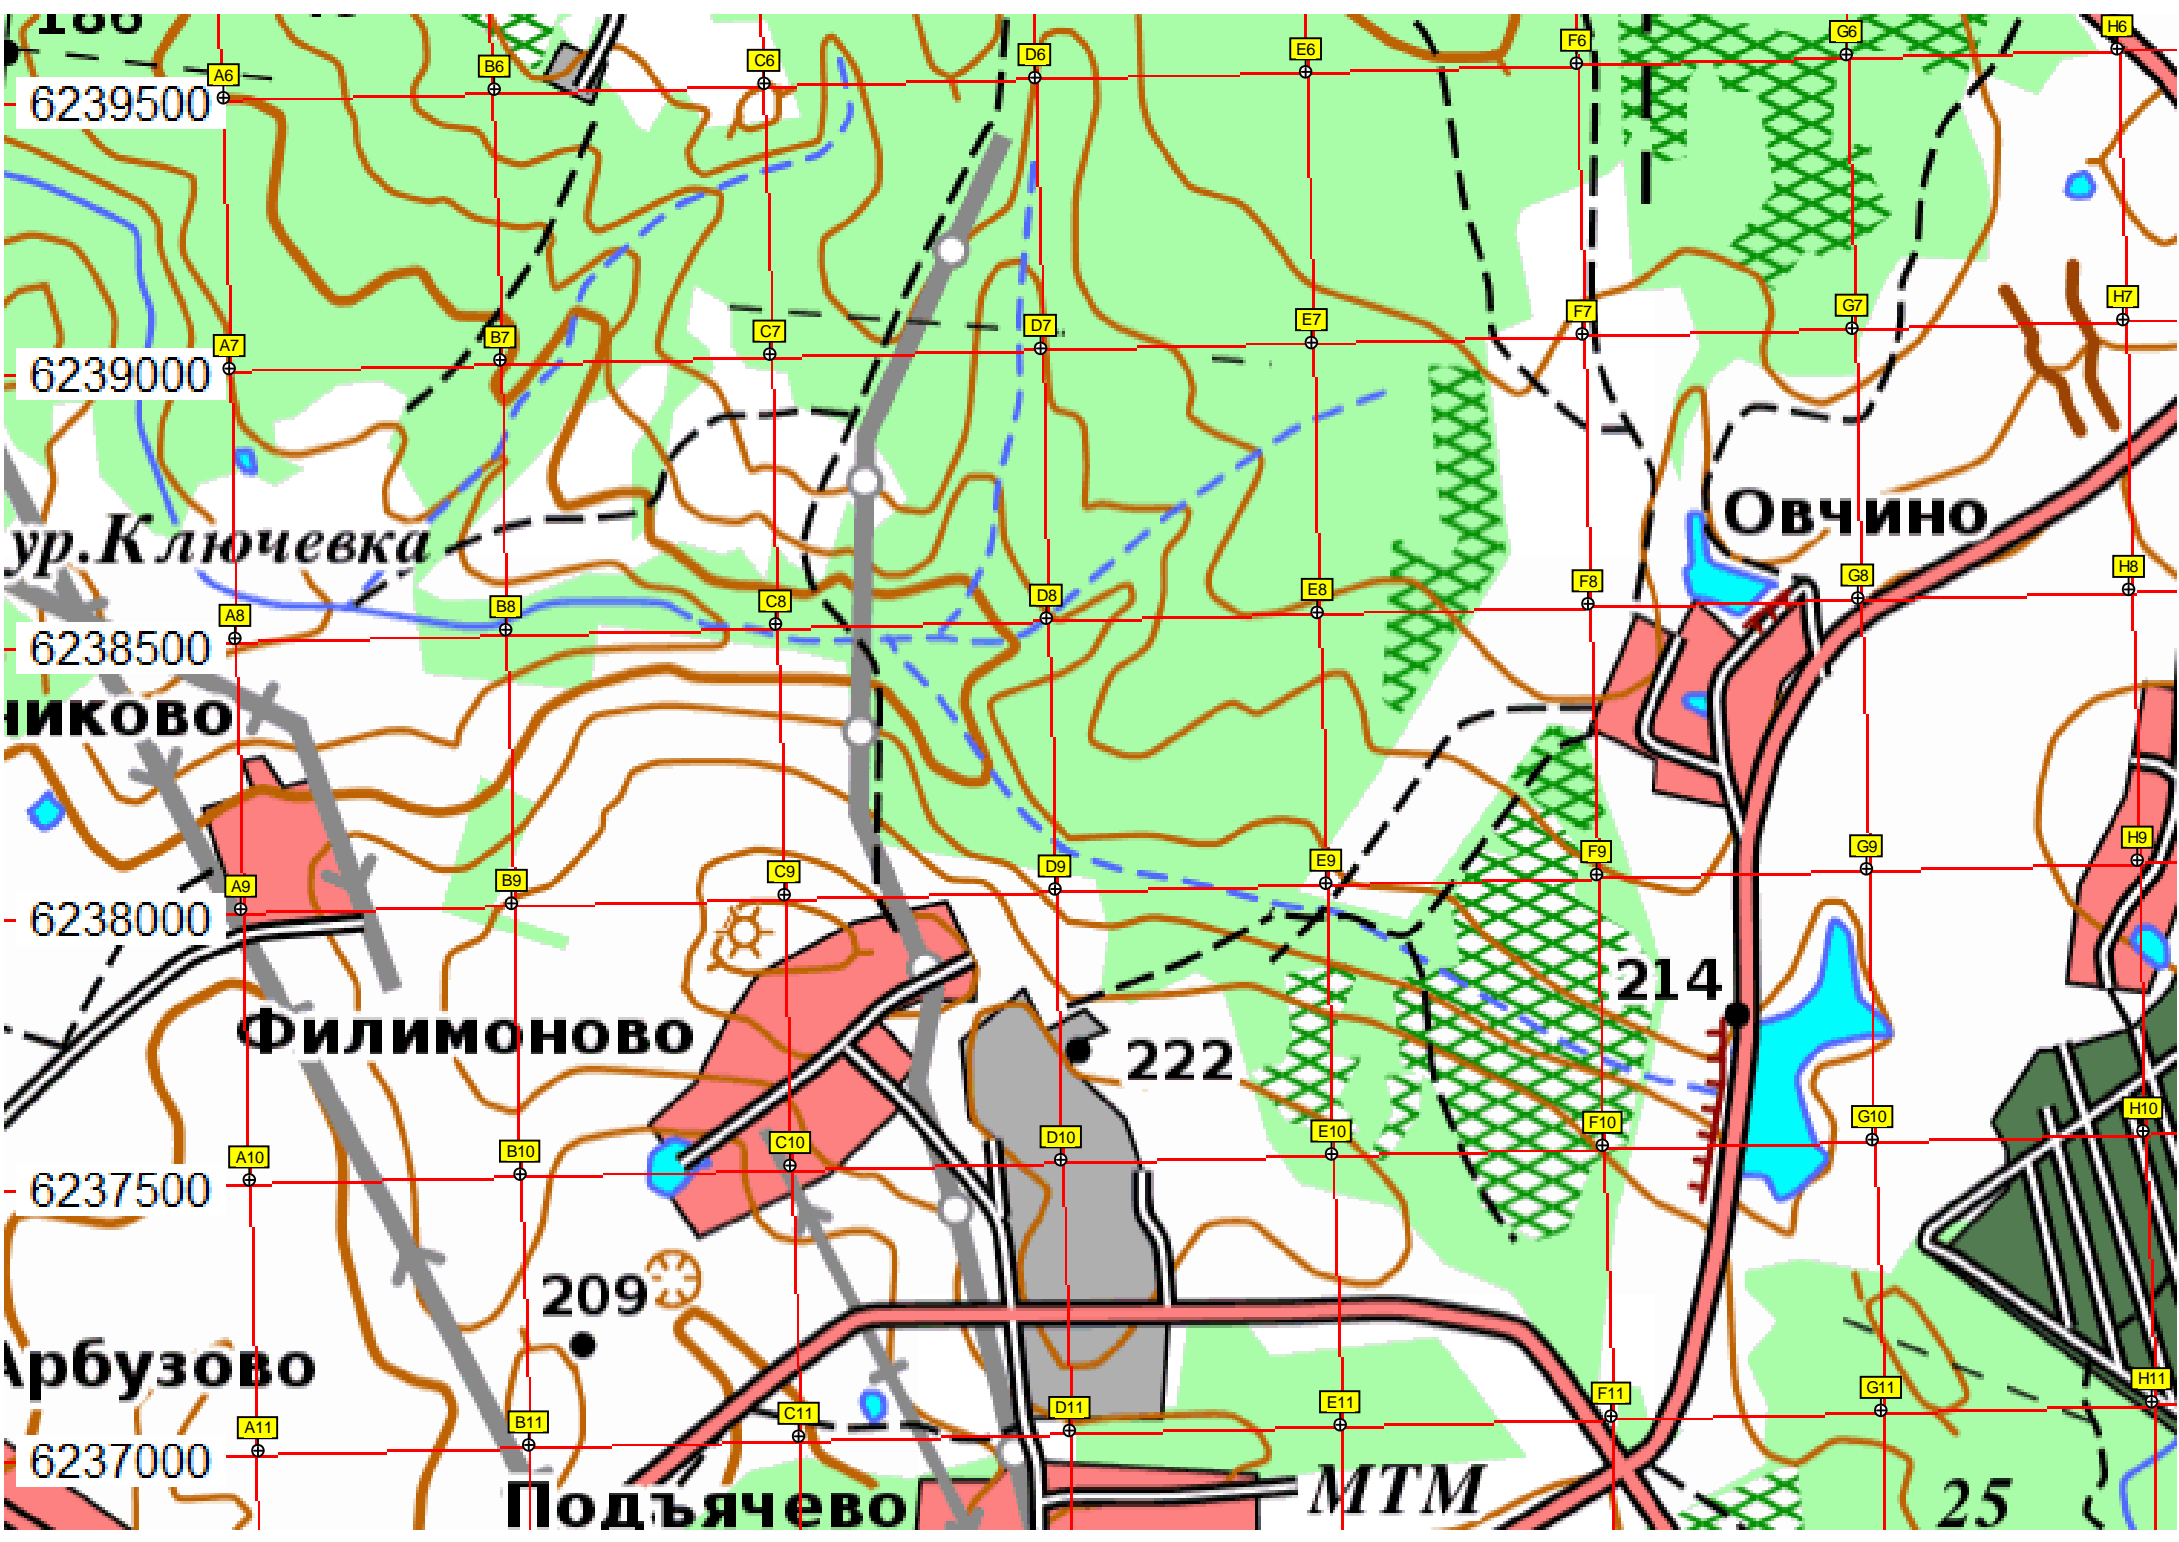 186
A6 B6 C6 D6 E6 F6 G6 H6
6239500
A7 B7 C7 D7 E7 F7 G7 H7
6239000
Овчино
ур.Ключевка
A8 B8 C8 D8 E8 F8 G8 H8
6238500
никово
A9 B9 C9 D9 E9 F9 G9 H9
6238000
214
Филимоново
222
A10 B10 C10 D10 E10 F10 G10 H10
6237500
209
Арбузово
A11 B11 C11 D11 E11 F11 G11 H11
6237000
МТМ
Подъячево
25